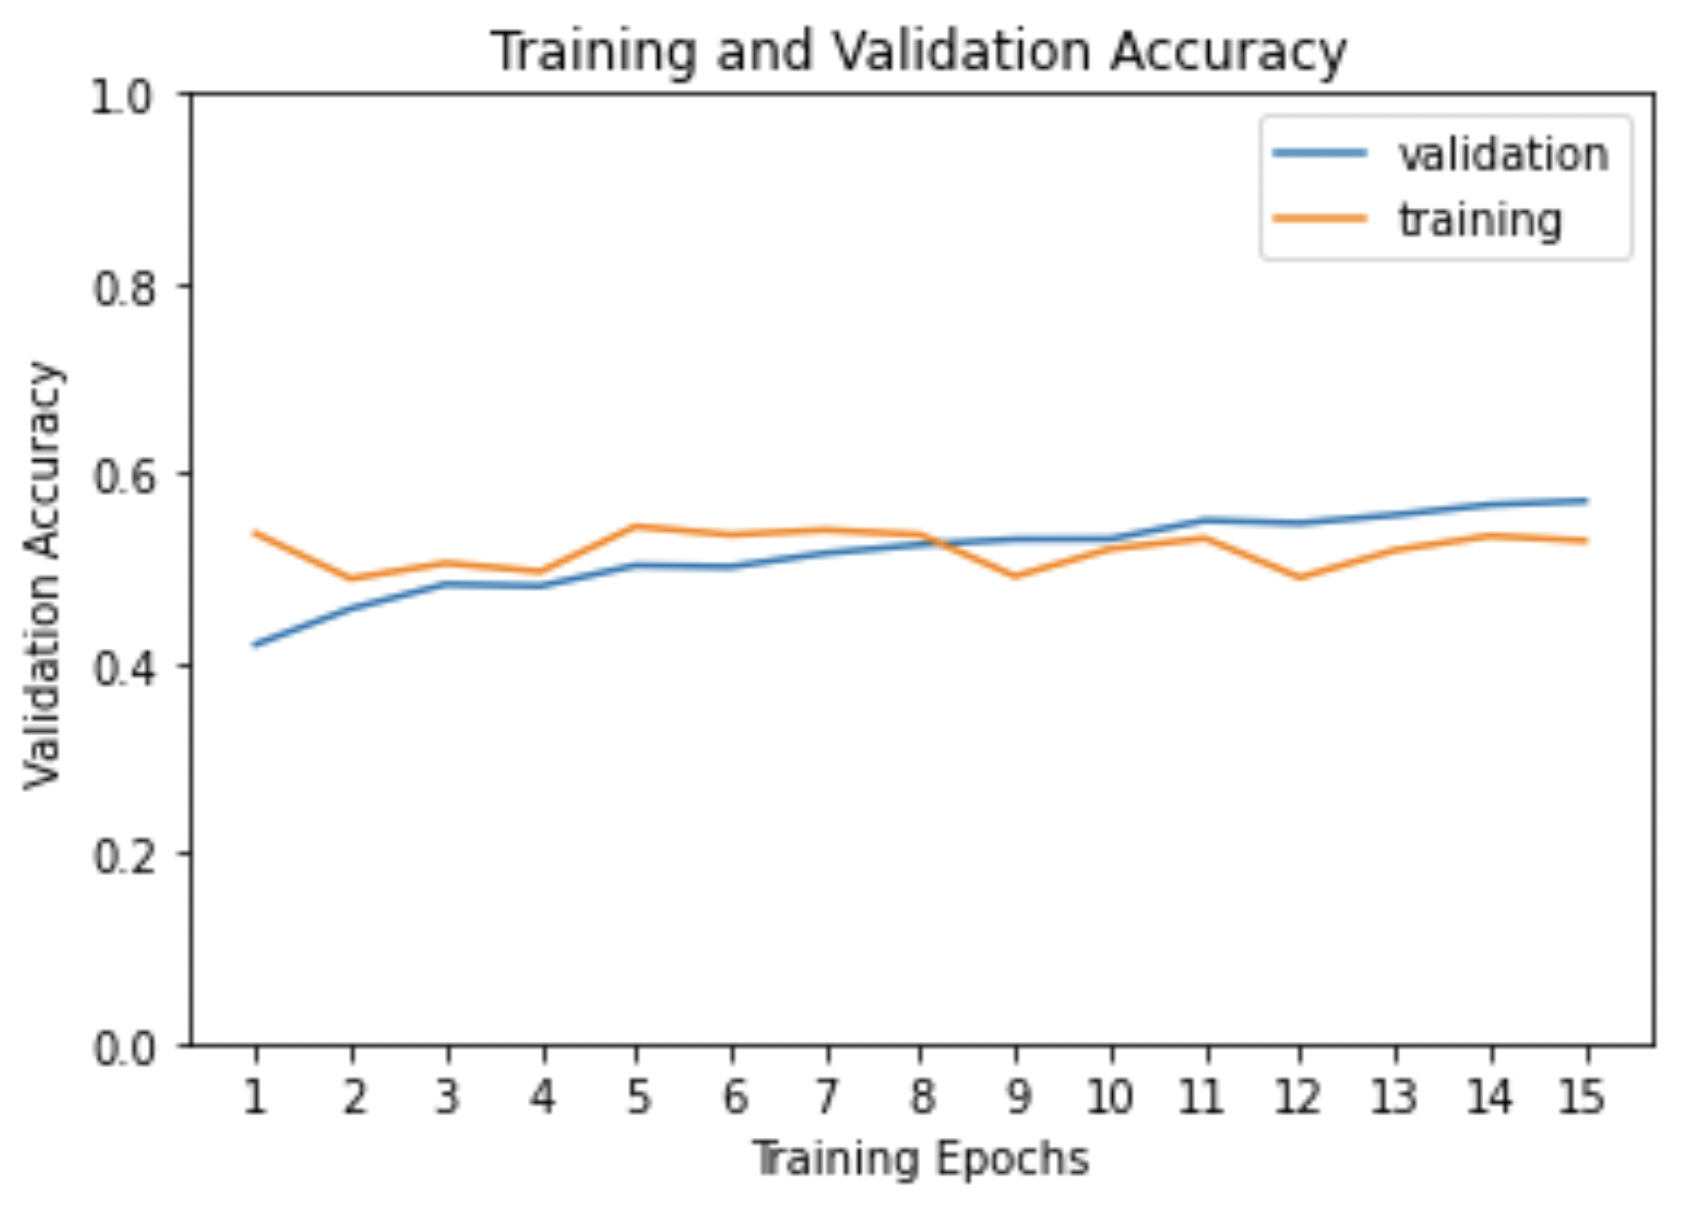 Training and Validation Accuracy
1.0
0.8
0.6
0.4
0.2
0.0
Validation Accuracy
validation
training
1 2 3 4 5 6 7 8 9 10 11 12 13 14 15
Training Epochs